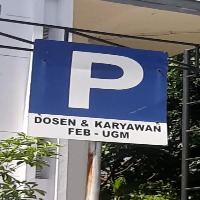 P
DOSEN & KARYAWAN
FEB - UGM